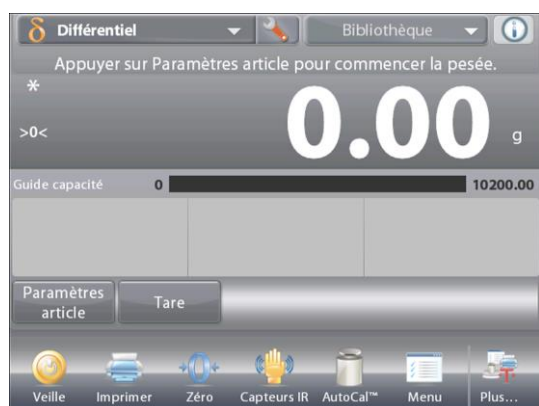 δ Différentiel Bibliothèque
Appuyer sur Paramètres article pour commencer la pesée.
*
0.00 g
>0<
Guide capacité 0 10200.00
Paramètres article Tare
Veille Imprimer Zéro Capteurs IR AutoCal™ Menu Plus...